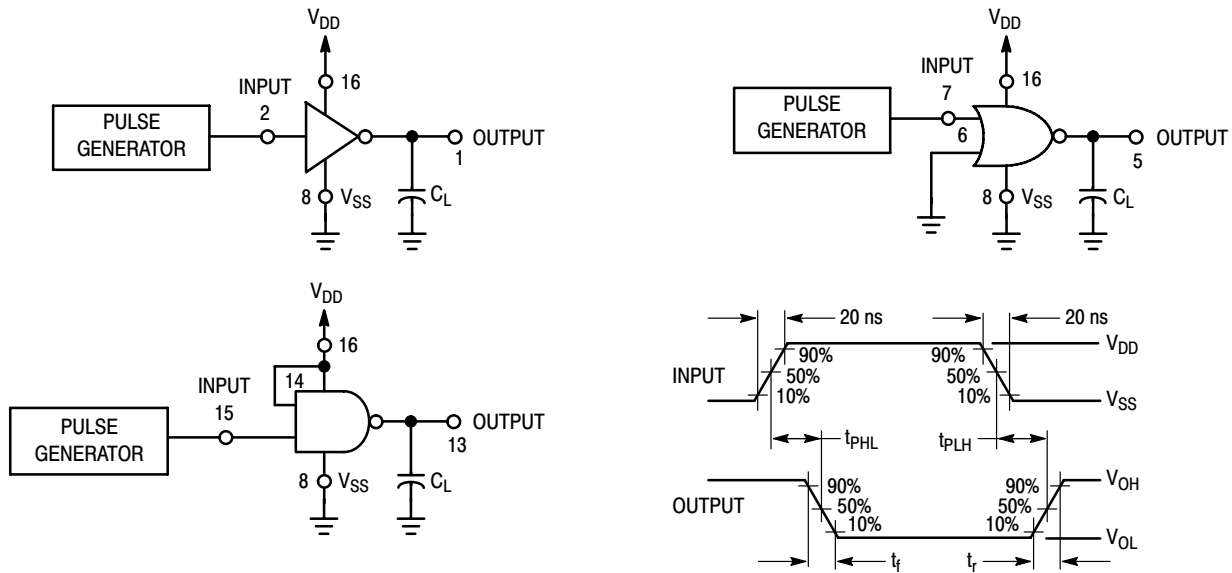 VDD
16
INPUT
2
PULSE
GENERATOR
OUTPUT
1
8
VSS
CL
VDD
16
INPUT
7
PULSE
GENERATOR
6
OUTPUT
5
8
VSS
CL
VDD
16
14
INPUT
15
PULSE
GENERATOR
OUTPUT
13
8
VSS
CL
20 ns
20 ns
INPUT
90%
50%
10%
90%
50%
10%
VDD
VSS
tPHL
tPLH
OUTPUT
90%
50%
10%
90%
50%
10%
VOH
VOL
tf
tr